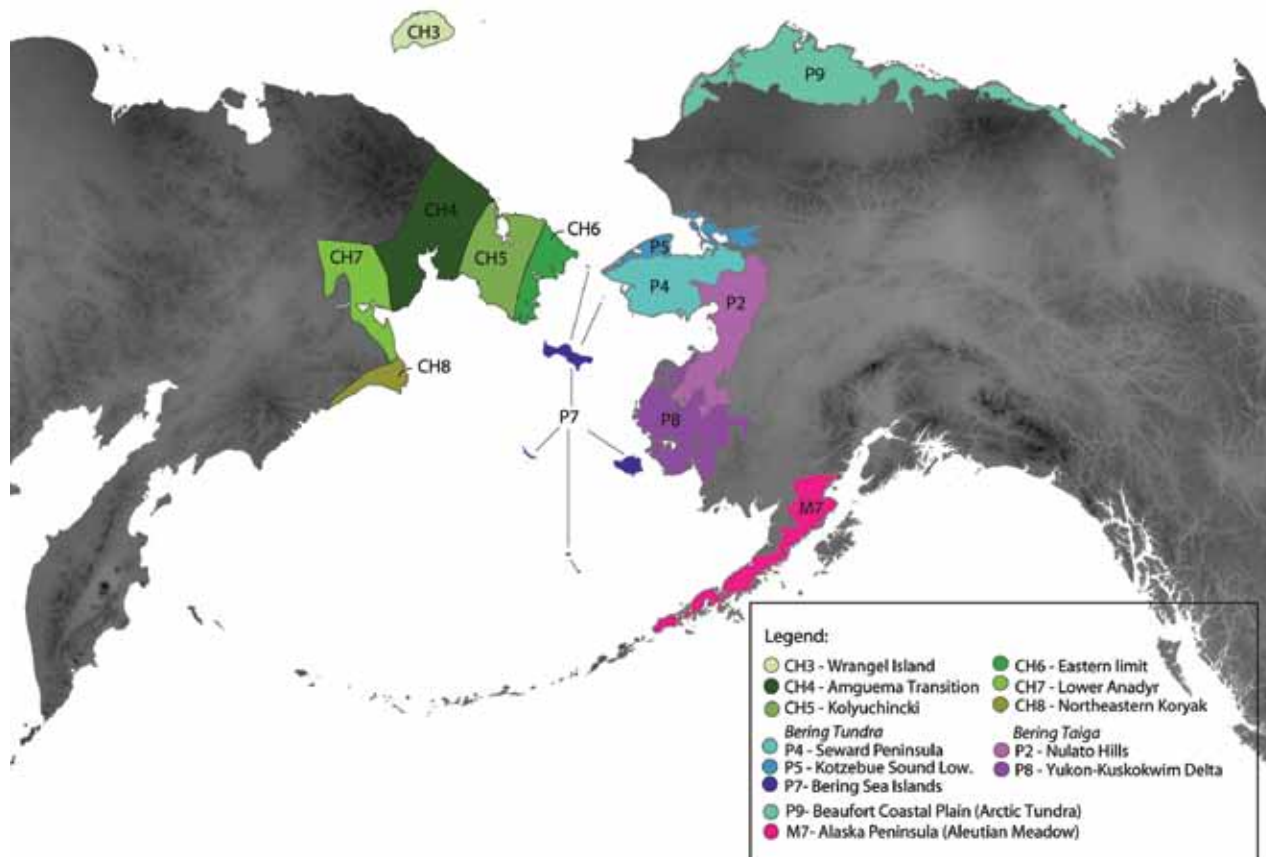 CH3
P9
CH4
CH6
CH5
CH7
P5
P4
P2
CH8
P7
P8
M7
Legend:
CH3 - Wrangel Island
CH4 - Amguema Transition
CH5 - Kolyuchincki
Bering Tundra
P4 - Seward Peninsula
P5 - Kotzebue Sound Low.
P7- Bering Sea Islands
P9- Beaufort Coastal Plain (Arctic Tundra)
M7- Alaska Peninsula (Aleutian Meadow)
CH6 - Eastern limit
CH7 - Lower Anadyr
CH8 - Northeastern Koryak
Bering Taiga
P2 - Nulato Hills
P8 - Yukon-Kuskokwim Delta